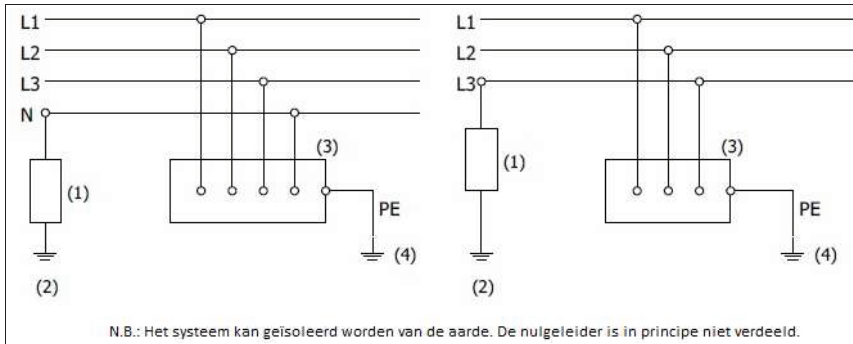 L1
L2
L3
N
(3)
(1)
PE
(4)
(2)
L1
L2
L3
(3)
(1)
PE
(4)
(2)
N.B.: Het systeem kan geïsoleerd worden van de aarde. De nulgeleider is in principe niet verdeeld.